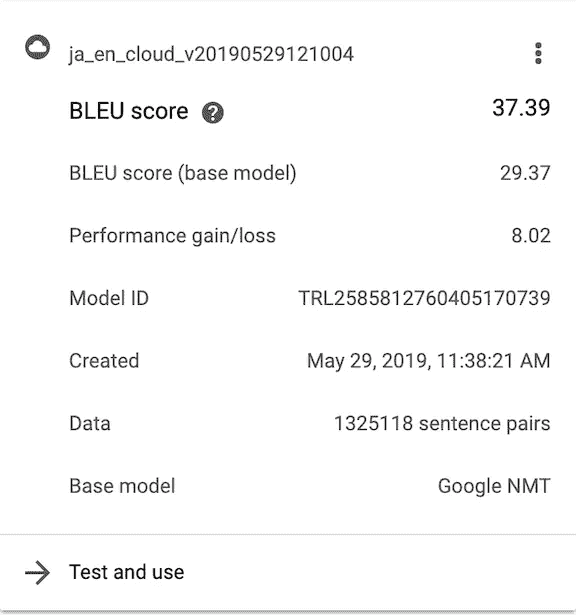 ja_en_cloud_v20190529121004
BLEU score ? 37.39
BLEU score (base model) 29.37
Performance gain/loss 8.02
Model ID TRL2585812760405170739
Created May 29, 2019, 11:38:21 AM
Data 1325118 sentence pairs
Base model Google NMT
Test and use